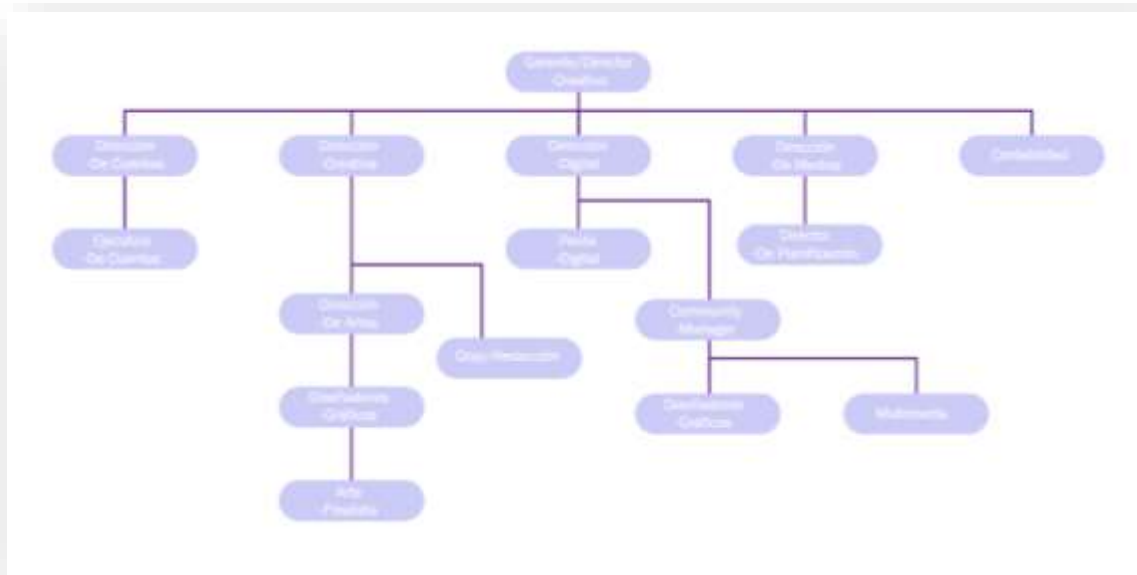 Gerente/Director
-Creativo
Dirección
-De Cuentas
Dirección
-Creativa
Dirección
-Digital
Dirección
-De Medios
Contabilidad
Ejecutivo
-De Cuentas
Pauta
-Digital
Director
-De Planificación
Dirección
-De Artes
Community
-Manager
Copy-Redacción
Diseñadores
-Gráficos
Diseñadores
-Gráficos
Multimedia
Arte
-Finalista